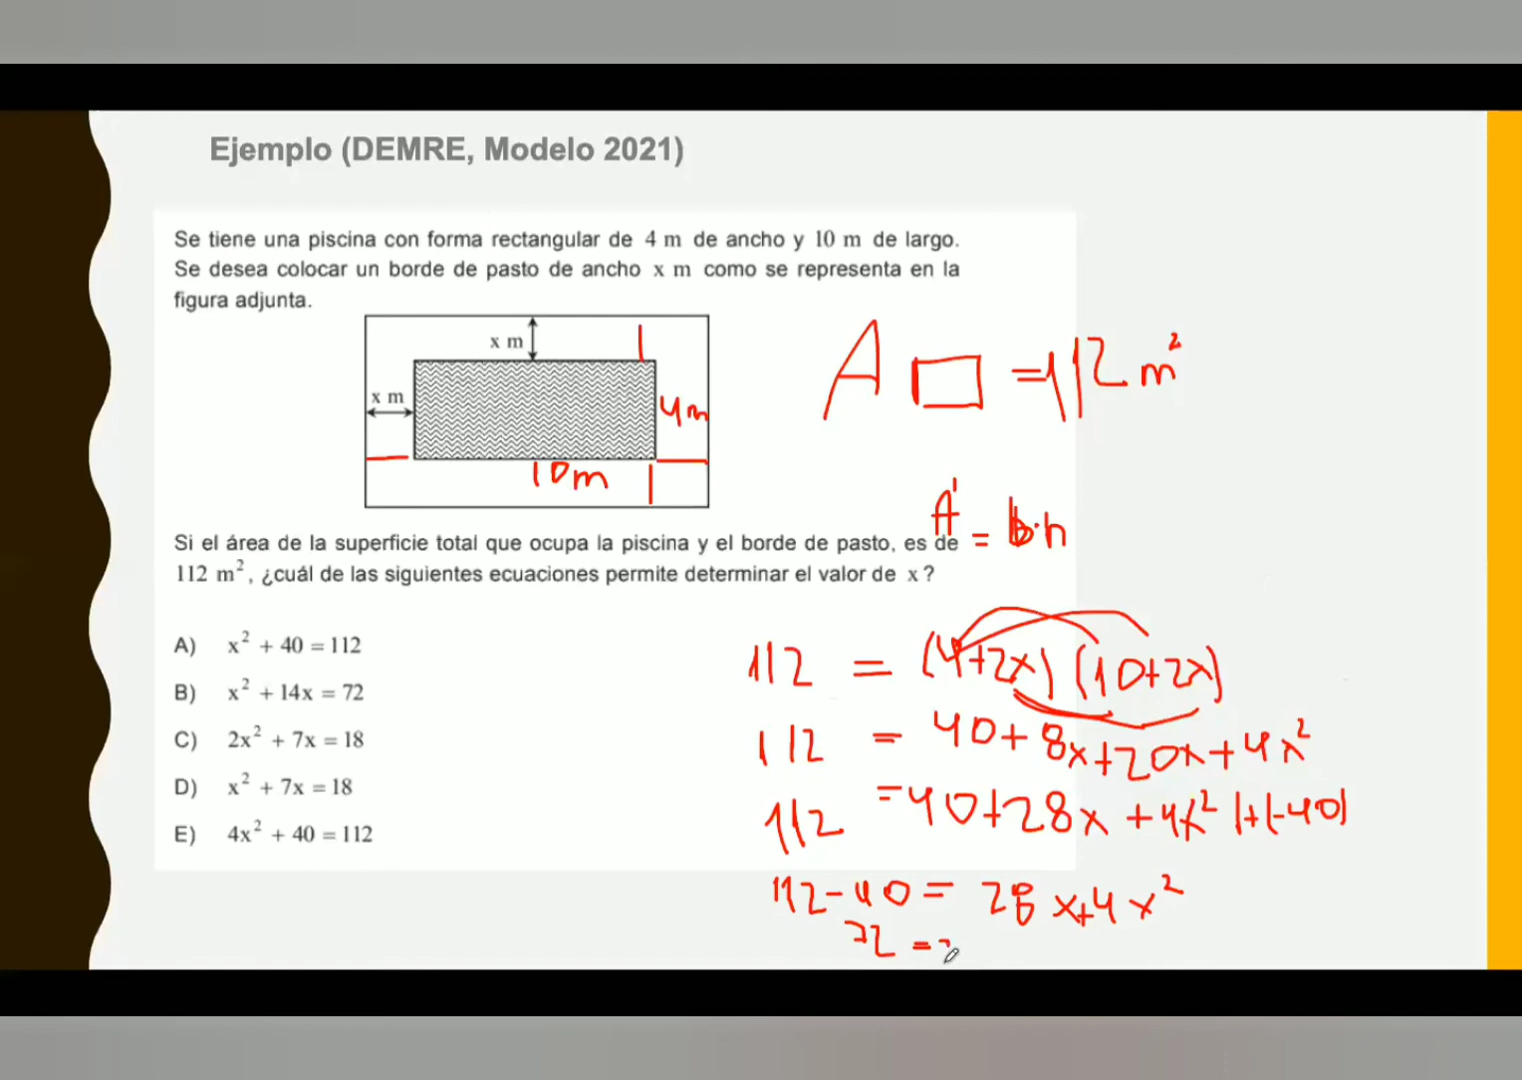 Ejemplo (DEMRE, Modelo 2021)
Se tiene una piscina con forma rectangular de 4 m de ancho y 10 m de largo.
Se desea colocar un borde de pasto de ancho x m como se representa en la
figura adjunta.
x m
x m
4m
10m
A □ = 112 m²
A = b·h
Si el área de la superficie total que ocupa la piscina y el borde de pasto, es de
112 m², ¿cuál de las siguientes ecuaciones permite determinar el valor de x?
A) x² + 40 = 112
B) x² + 14x = 72
C) 2x² + 7x = 18
D) x² + 7x = 18
E) 4x² + 40 = 112
112 = (4+2x) (10+2x)
112 = 40+8x+20x+4x²
112 =40+28x+4x² |+(-40)
112-40= 28x+4x²
72 =